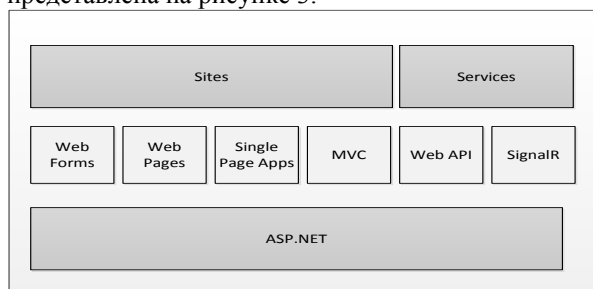 представлена на рисунке 3.
Sites
Services
Web
Forms
Web
Pages
Single
Page Apps
MVC
Web API
SignalR
ASP.NET